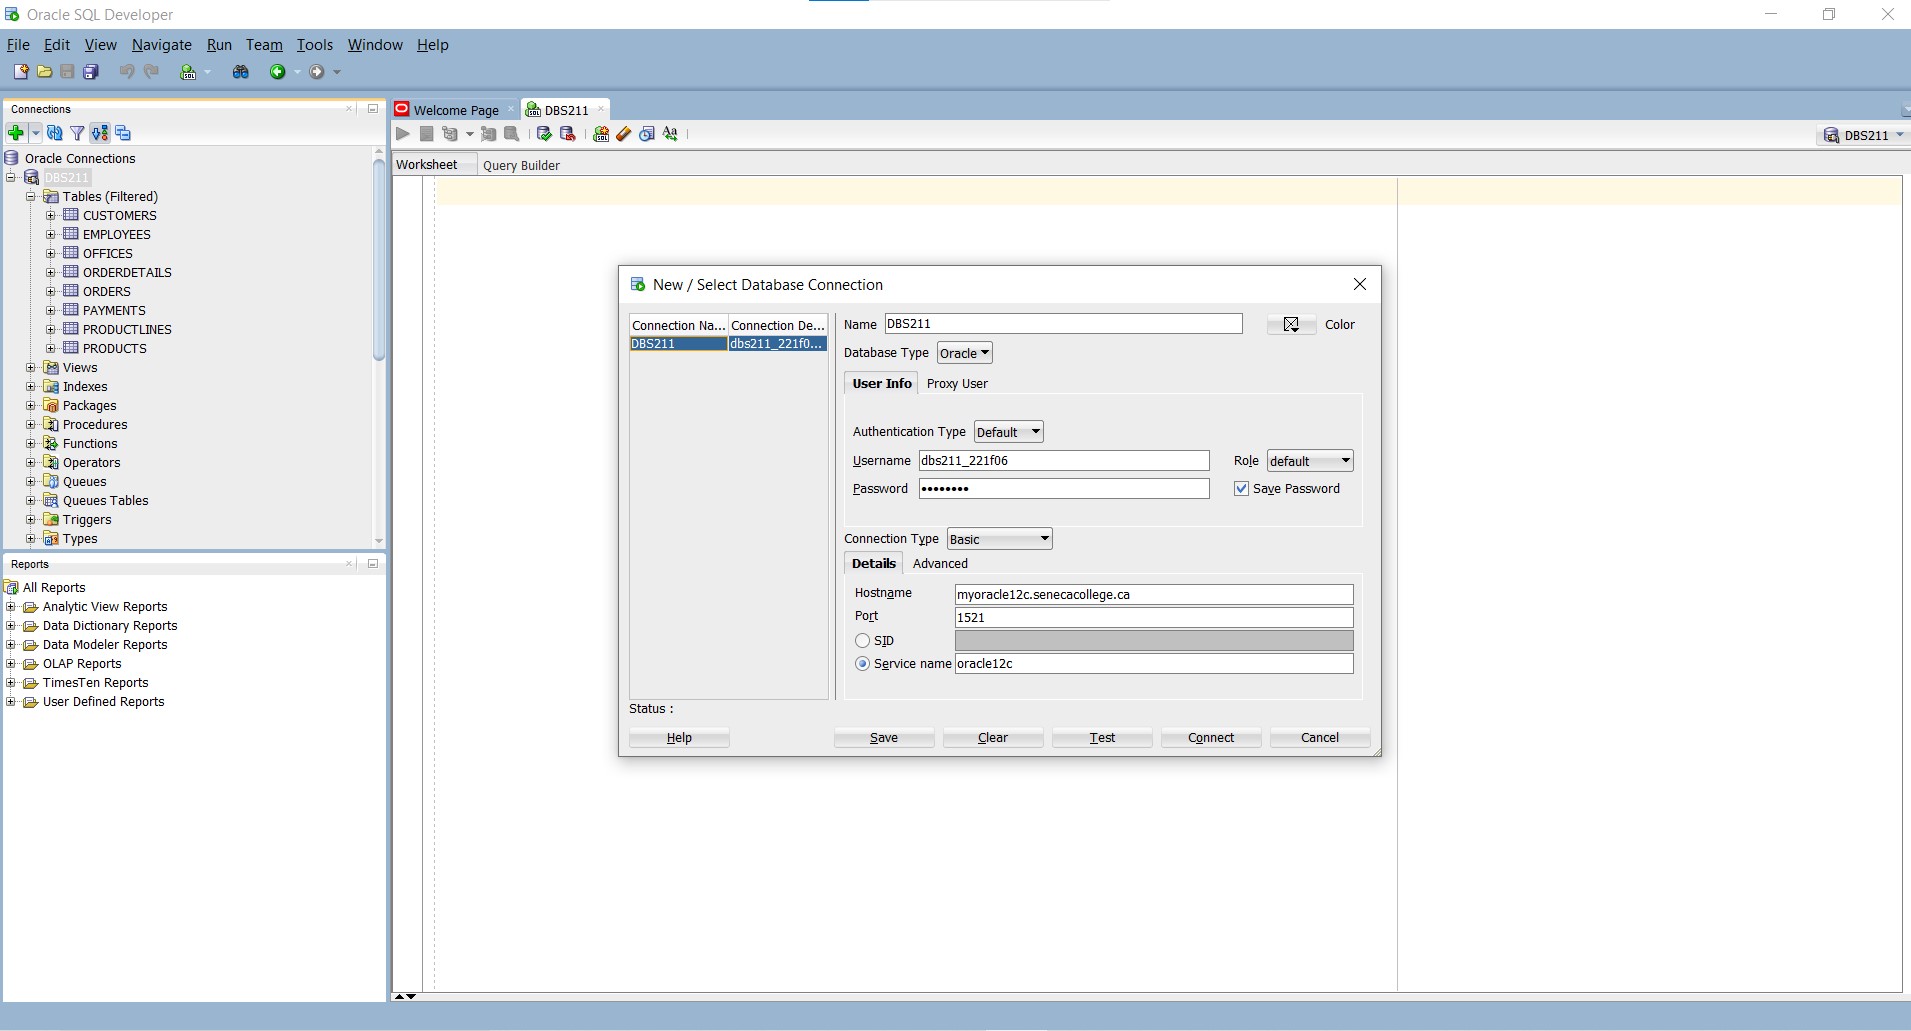 Oracle SQL Developer
File Edit View Navigate Run Team Tools Window Help
Connections
Oracle Connections
DBS211
Tables (Filtered)
CUSTOMERS
EMPLOYEES
OFFICES
ORDERDETAILS
ORDERS
PAYMENTS
PRODUCTLINES
PRODUCTS
Views
Indexes
Packages
Procedures
Functions
Operators
Queues
Queues Tables
Triggers
Types
Reports
All Reports
Analytic View Reports
Data Dictionary Reports
Data Modeler Reports
OLAP Reports
TimesTen Reports
User Defined Reports
Welcome Page DBS211
DBS211
Worksheet Query Builder
New / Select Database Connection
Connection Na... Connection De...
DBS211 dbs211_221f0...
Name DBS211 Color
Database Type Oracle
User Info Proxy User
Authentication Type Default
Username dbs211_221f06 Role default
Password •••••••• Save Password
Connection Type Basic
Details Advanced
Hostname myoracle12c.senecacollege.ca
Port 1521
SID
Service name oracle12c
Status :
Help Save Clear Test Connect Cancel